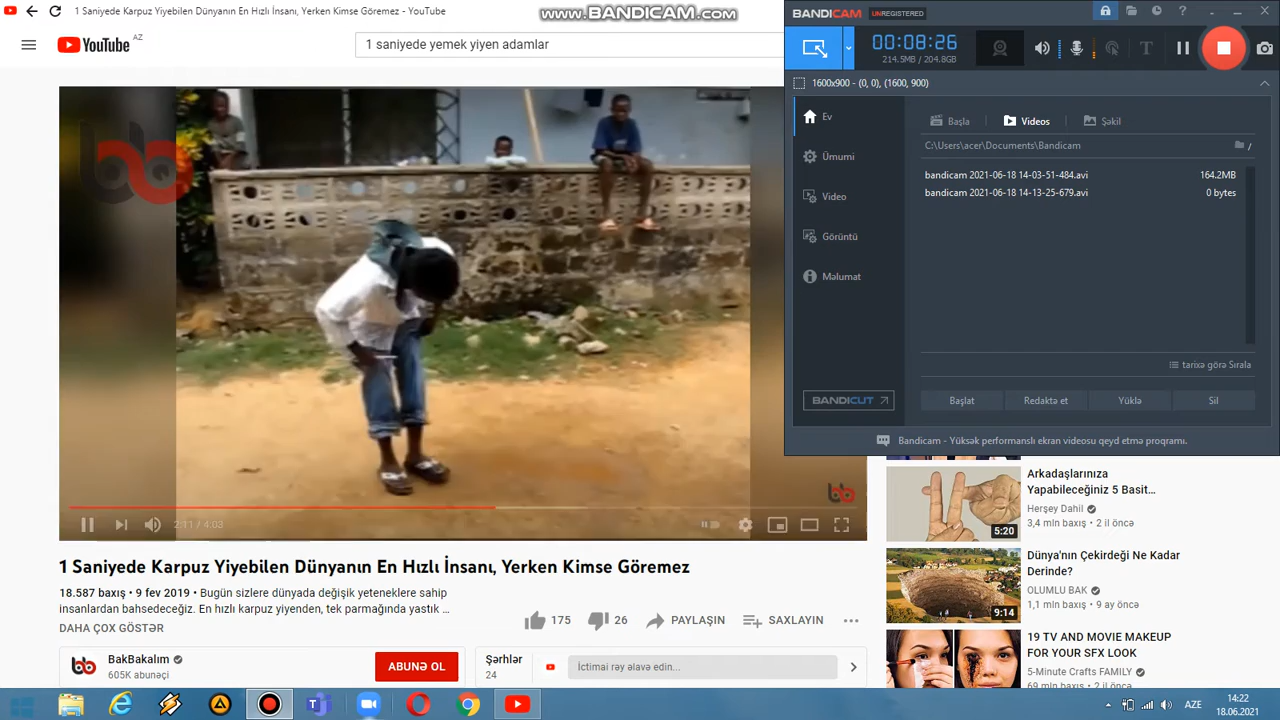 1 Saniyede Karpuz Yiyebilen Dünyanın En Hızlı İnsanı, Yerken Kimse Göremez - YouTube
www.BANDICAM.com
YouTube AZ
1 saniyede yemek yiyen adamlar
BANDICAM UNREGISTERED
00:08:26
214.5MB / 204.8GB
1600x900 - (0, 0), (1600, 900)
Ev
Ümumi
Video
Görüntü
Məlumat
BANDICUT
Başla
Videos
Şəkil
C:\Users\acer\Documents\Bandicam
bandicam 2021-06-18 14-03-51-484.avi 164.2MB
bandicam 2021-06-18 14-13-25-679.avi 0 bytes
tarixə görə Sırala
Başlat Redaktə et Yüklə Sil
Bandicam - Yüksək performanslı ekran videosu qeyd etmə proqramı.
bb
bb
2:11 / 4:03
1 Saniyede Karpuz Yiyebilen Dünyanın En Hızlı İnsanı, Yerken Kimse Göremez
18.587 baxış • 9 fev 2019 • Bugün sizlere dünyada değişik yeteneklere sahip
insanlardan bahsedeceğiz. En hızlı karpuz yiyenden, tek parmağında yastık ...
DAHA ÇOX GÖSTƏR
175 26 PAYLAŞIN SAXLAYIN
bb
BakBakalım
605K abunəçi
ABUNƏ OL
Şərhlər
24
İctimai rəy əlavə edin...
Arkadaşlarınıza
Yapabileceğiniz 5 Basit...
Herşey Dahil
3,4 mln baxış • 2 il öncə
5:20
Dünya'nın Çekirdeği Ne Kadar
Derinde?
OLUMLU BAK
1,1 mln baxış • 9 ay öncə
9:14
19 TV AND MOVIE MAKEUP
FOR YOUR SFX LOOK
5-Minute Crafts FAMILY
69 mln baxış • 2 il öncə
AZE
14:22
18.06.2021